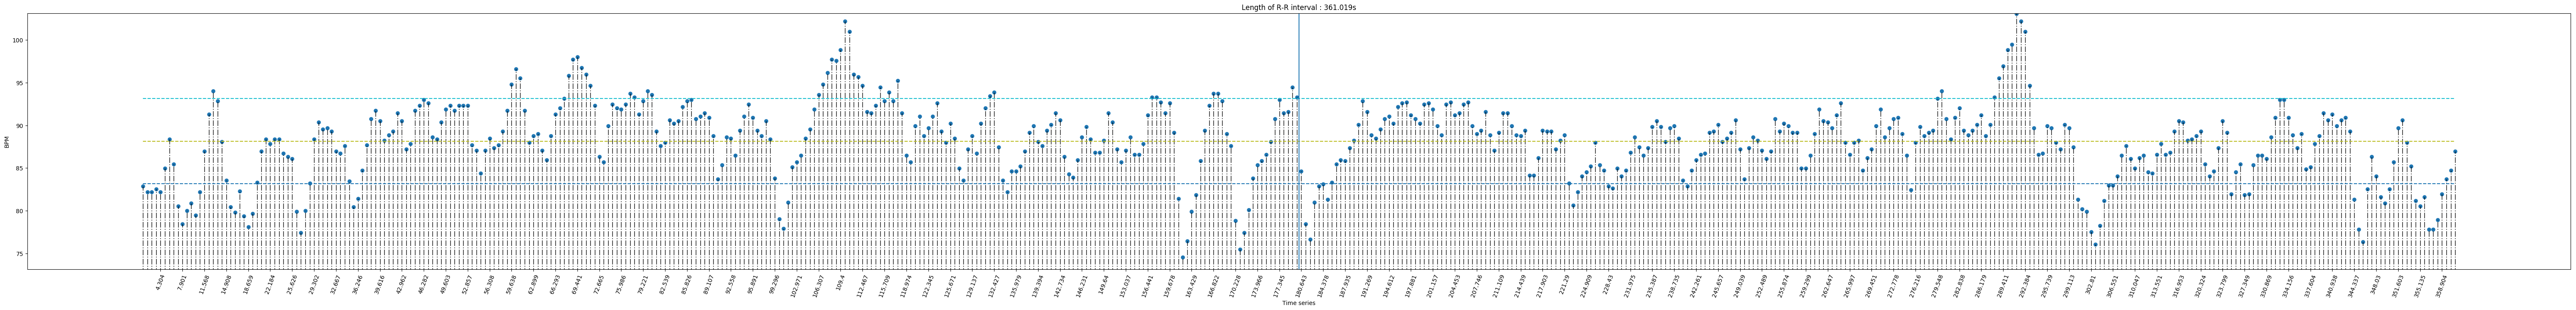 Length of R-R interval : 361.019s
BPM
100
95
90
85
80
75
4.304 7.901 11.568 14.908 18.659 22.184 25.626 29.302 32.667 36.246 39.616 42.962 46.282 49.603 52.857 56.308 59.638 62.899 66.293 69.441 72.665 75.986 79.221 82.539 85.826 89.107 92.558 95.891 99.296 102.971 106.307 109.4 112.467 115.709 118.974 122.345 125.671 129.137 132.427 135.979 139.394 142.734 146.231 149.64 153.037 156.441 159.678 163.429 166.822 170.228 173.966 177.345 180.643 184.378 187.935 191.269 194.612 197.881 201.157 204.453 207.746 211.109 214.439 217.903 221.29 224.909 228.43 231.975 235.387 238.814 242.261 245.657 249.039 252.489 255.874 259.299 262.647 265.997 269.451 272.778 276.216 279.548 282.838 286.179 289.411 292.384 295.739 299.113 302.81 306.551 310.047 313.551 316.953 320.324 323.799 327.349 330.869 334.156 337.604 340.938 344.337 348.03 351.603 355.135 358.904
Time series